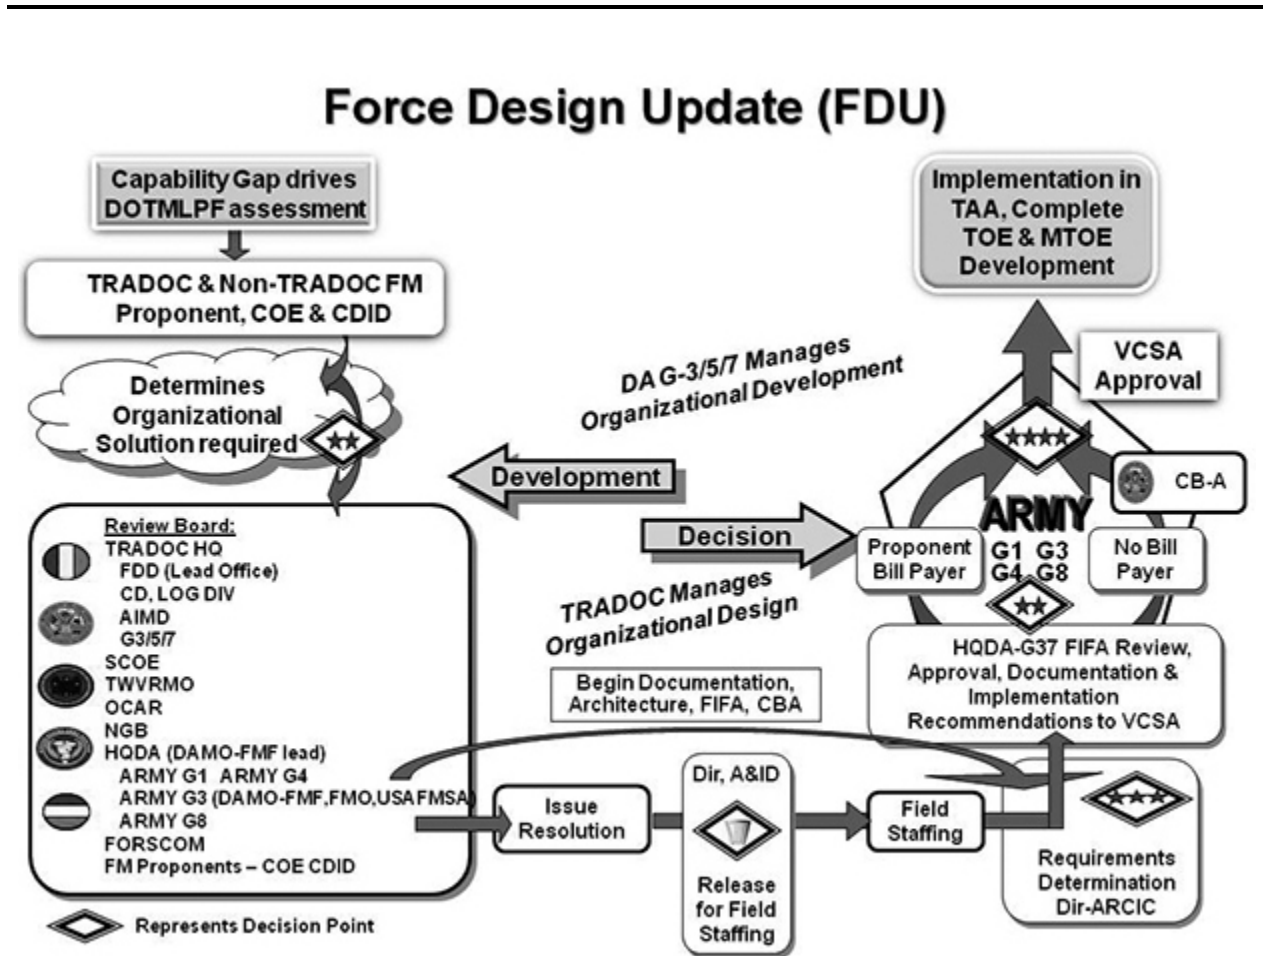 Force Design Update (FDU)
Capability Gap drives
DOTMLPF assessment
TRADOC & Non-TRADOC FM
Proponent, COE & CDID
Determines
Organizational
Solution required
Review Board:
TRADOC HQ
FDD (Lead Office)
CD, LOG DIV
AIMD
G3/5/7
SCOE
TWVRMO
OCAR
NGB
HQDA (DAMO-FMF lead)
ARMY G1 ARMY G4
ARMY G3 (DAMO-FMF,FMO,USAFMSA)
ARMY G8
FORSCOM
FM Proponents – COE CDID
Represents Decision Point
DAG-3/5/7 Manages
Organizational Development
Development
Decision
TRADOC Manages
Organizational Design
Begin Documentation,
Architecture, FIFA, CBA
Issue
Resolution
Dir, A&ID
Release
for Field
Staffing
Field
Staffing
Requirements
Determination
Dir-ARCIC
HQDA-G37 FIFA Review,
Approval, Documentation &
Implementation
Recommendations to VCSA
Proponent
Bill Payer
ARMY
G1 G3
G4 G8
No Bill
Payer
CB-A
VCSA
Approval
Implementation in
TAA, Complete
TOE & MTOE
Development